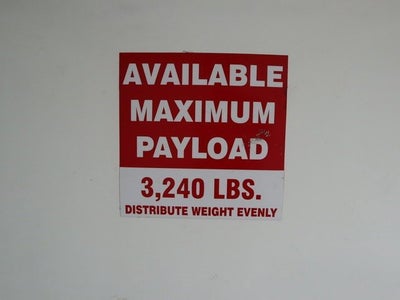 AVAILABLE
MAXIMUM
PAYLOAD
3,240 LBS.
DISTRIBUTE WEIGHT EVENLY